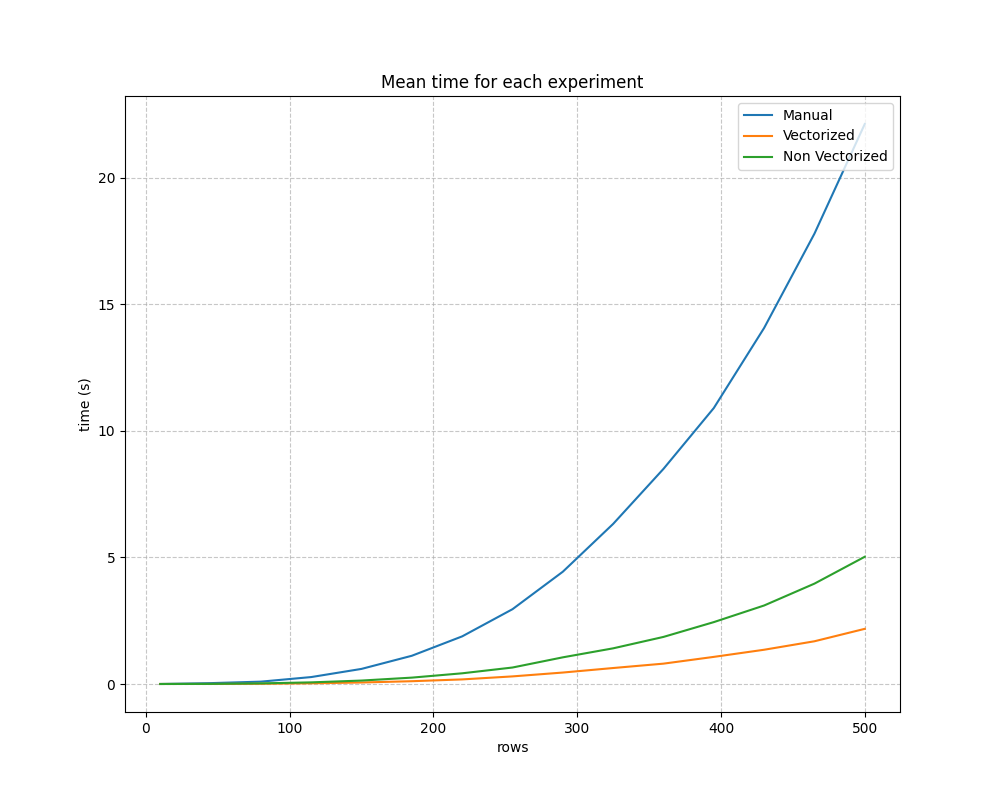 Mean time for each experiment
Manual
Vectorized
Non Vectorized
20
15
10
5
0
time (s)
0 100 200 300 400 500
rows